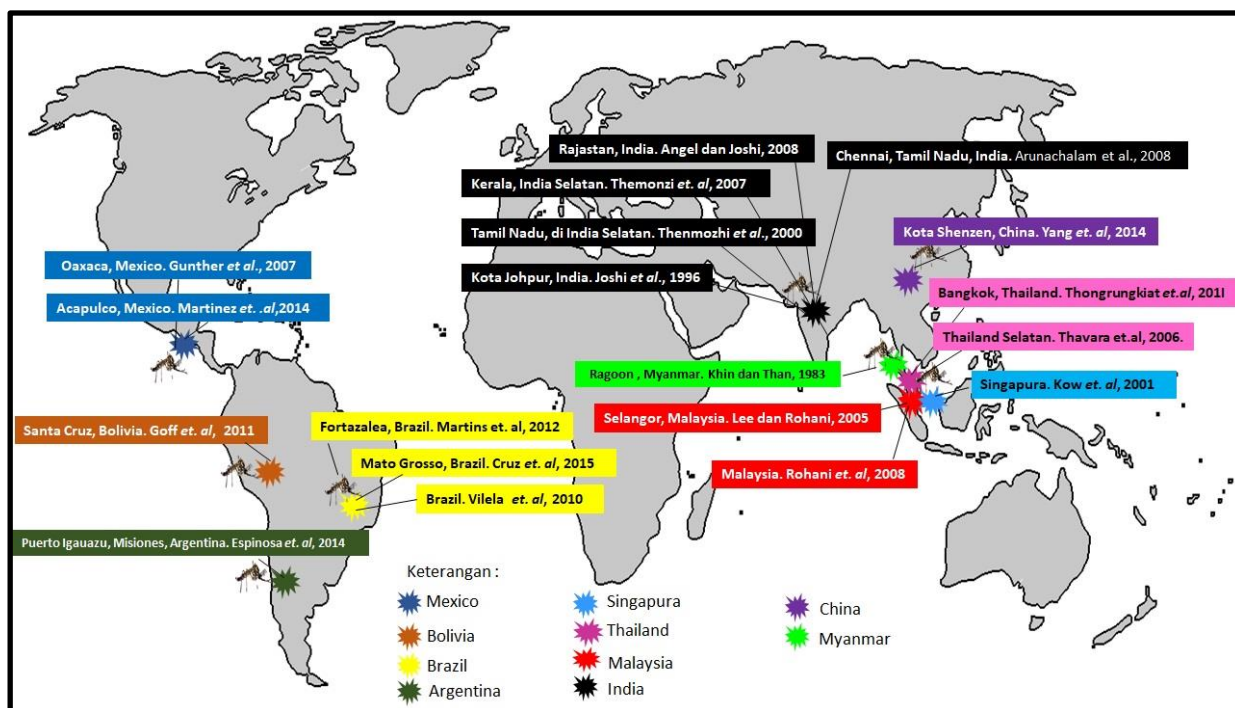 Rajastan, India. Angel dan Joshi, 2008
Chennai, Tamil Nadu, India. Arunachalam et al., 2008
Kerala, India Selatan. Themonzi et. al, 2007
Tamil Nadu, di India Selatan. Thenmozhi et al., 2000
Kota Shenzen, China. Yang et. al, 2014
Kota Johpur, India. Joshi et al., 1996
Oaxaca, Mexico. Gunther et al., 2007
Acapulco, Mexico. Martinez et. .al,2014
Bangkok, Thailand. Thongrungkiat et.al, 201I
Thailand Selatan. Thavara et.al, 2006.
Ragoon , Myanmar. Khin dan Than, 1983
Singapura. Kow et. al, 2001
Selangor, Malaysia. Lee dan Rohani, 2005
Malaysia. Rohani et. al, 2008
Santa Cruz, Bolivia. Goff et. al, 2011
Fortazalea, Brazil. Martins et. al, 2012
Mato Grosso, Brazil. Cruz et. al, 2015
Brazil. Vilela et. al, 2010
Puerto Igauazu, Misiones, Argentina. Espinosa et. al, 2014
Keterangan :
Mexico
Bolivia
Brazil
Argentina
Singapura
Thailand
Malaysia
India
China
Myanmar